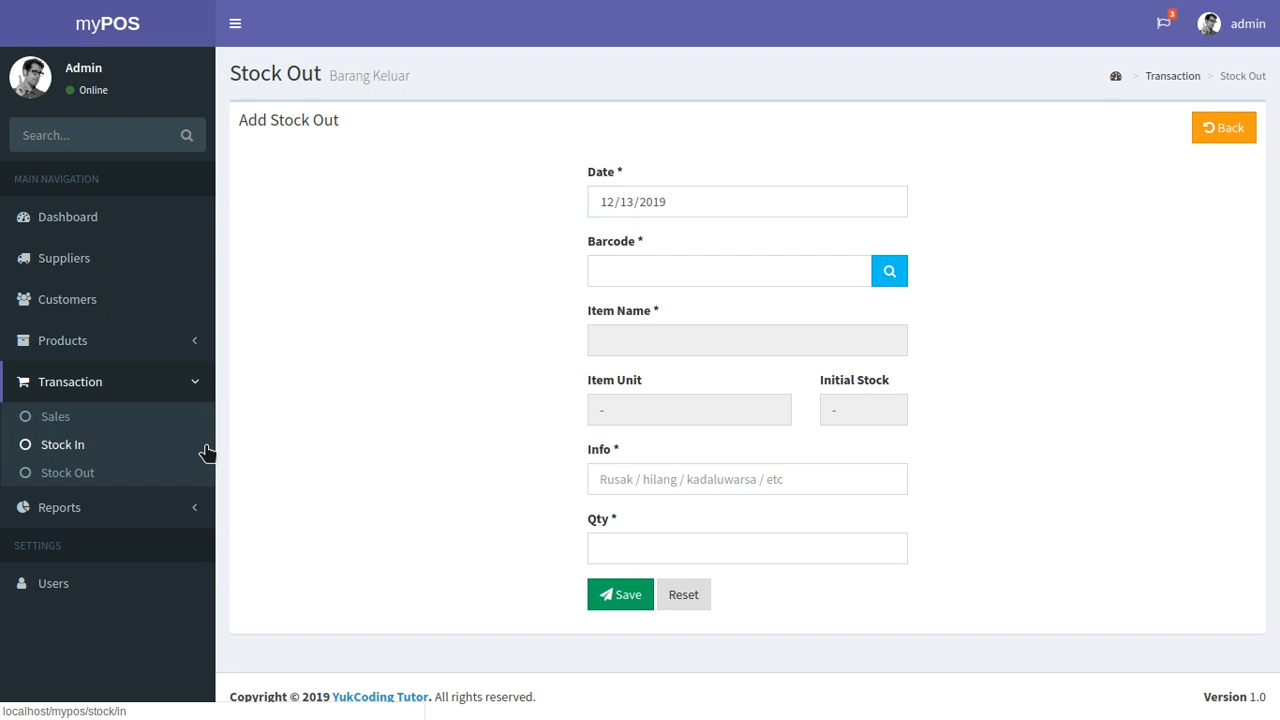 myPOS
3
admin
Admin
Online
Search...
MAIN NAVIGATION
Dashboard
Suppliers
Customers
Products
Transaction
Sales
Stock In
Stock Out
Reports
SETTINGS
Users
localhost/mypos/stock/in
Stock Out Barang Keluar
> Transaction > Stock Out
Add Stock Out
Back
Date *
12/13/2019
Barcode *
Item Name *
Item Unit Initial Stock
- -
Info *
Rusak / hilang / kadaluwarsa / etc
Qty *
Save Reset
Copyright © 2019 YukCoding Tutor. All rights reserved.
Version 1.0